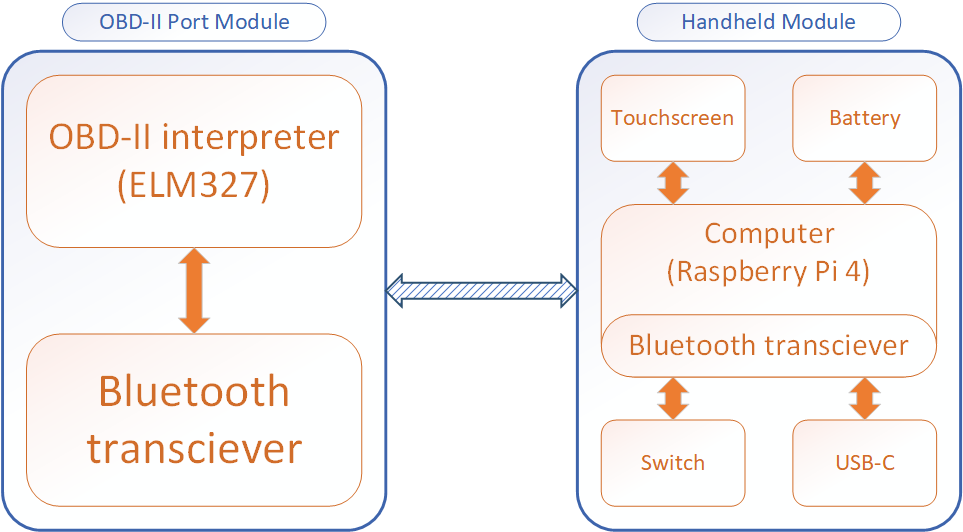 OBD-II Port Module
OBD-II interpreter
(ELM327)
Bluetooth
transciever
Handheld Module
Touchscreen
Battery
Computer
(Raspberry Pi 4)
Bluetooth transciever
Switch
USB-C